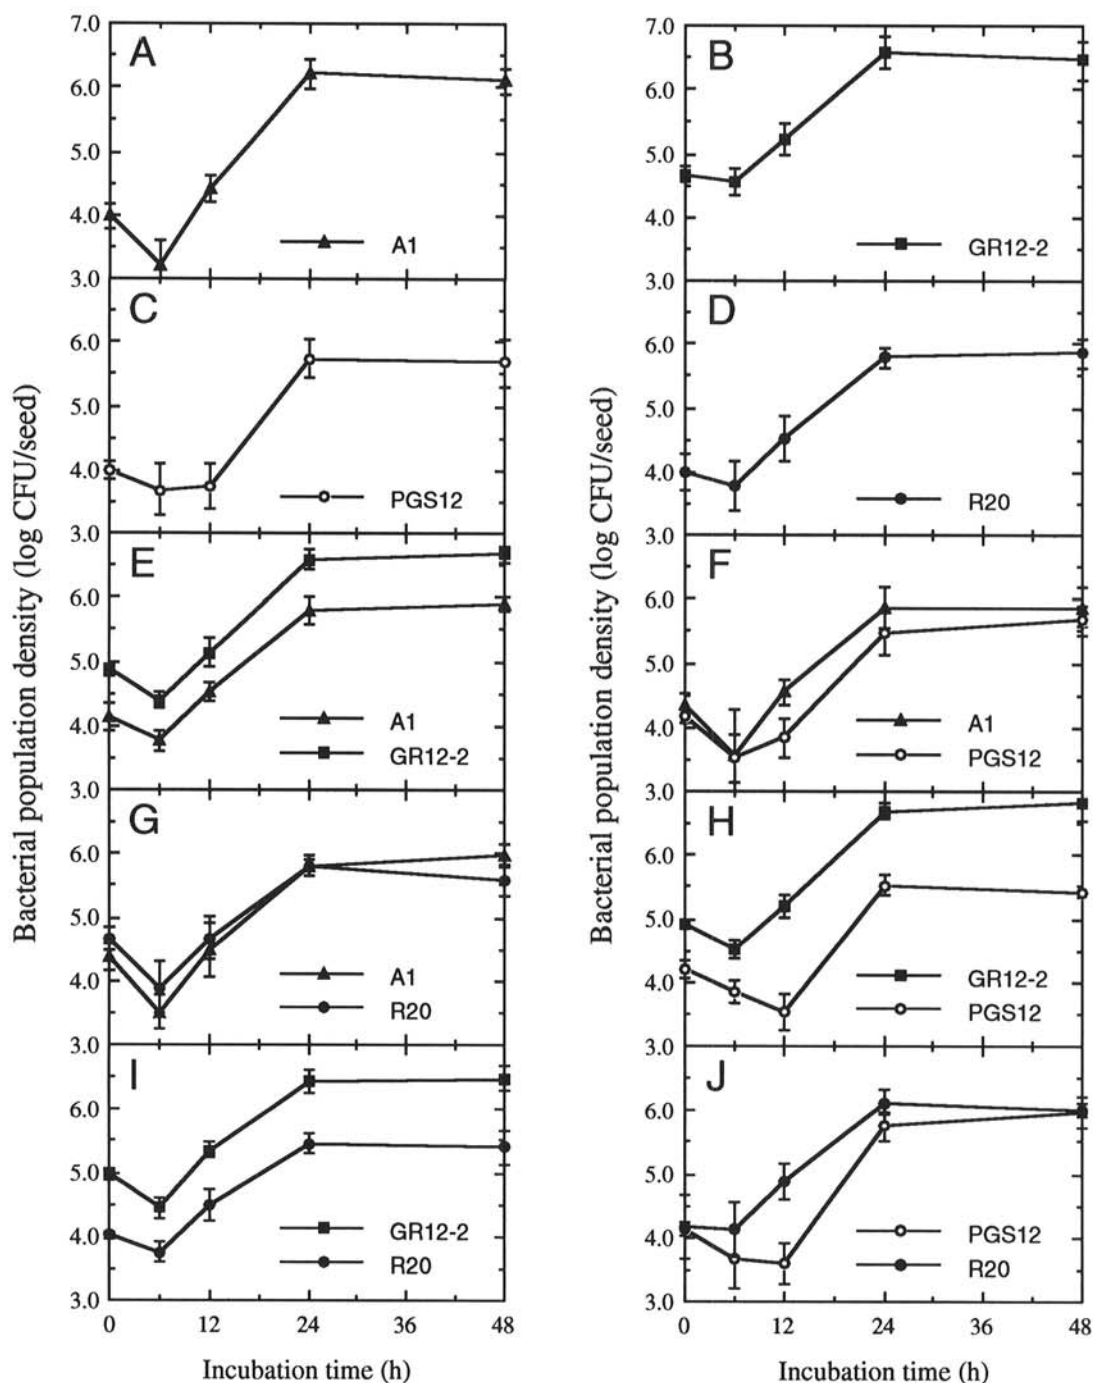 A
7.0
6.0
5.0
4.0
3.0
A1
B
7.0
6.0
5.0
4.0
3.0
GR12-2
C
6.0
5.0
4.0
3.0
PGS12
D
6.0
5.0
4.0
3.0
R20
E
6.0
5.0
4.0
3.0
A1
GR12-2
F
6.0
5.0
4.0
3.0
A1
PGS12
G
6.0
5.0
4.0
3.0
A1
R20
H
6.0
5.0
4.0
3.0
GR12-2
PGS12
I
6.0
5.0
4.0
3.0
GR12-2
R20
J
6.0
5.0
4.0
3.0
PGS12
R20
Bacterial population density (log CFU/seed)
Bacterial population density (log CFU/seed)
0 12 24 36 48
Incubation time (h)
0 12 24 36 48
Incubation time (h)